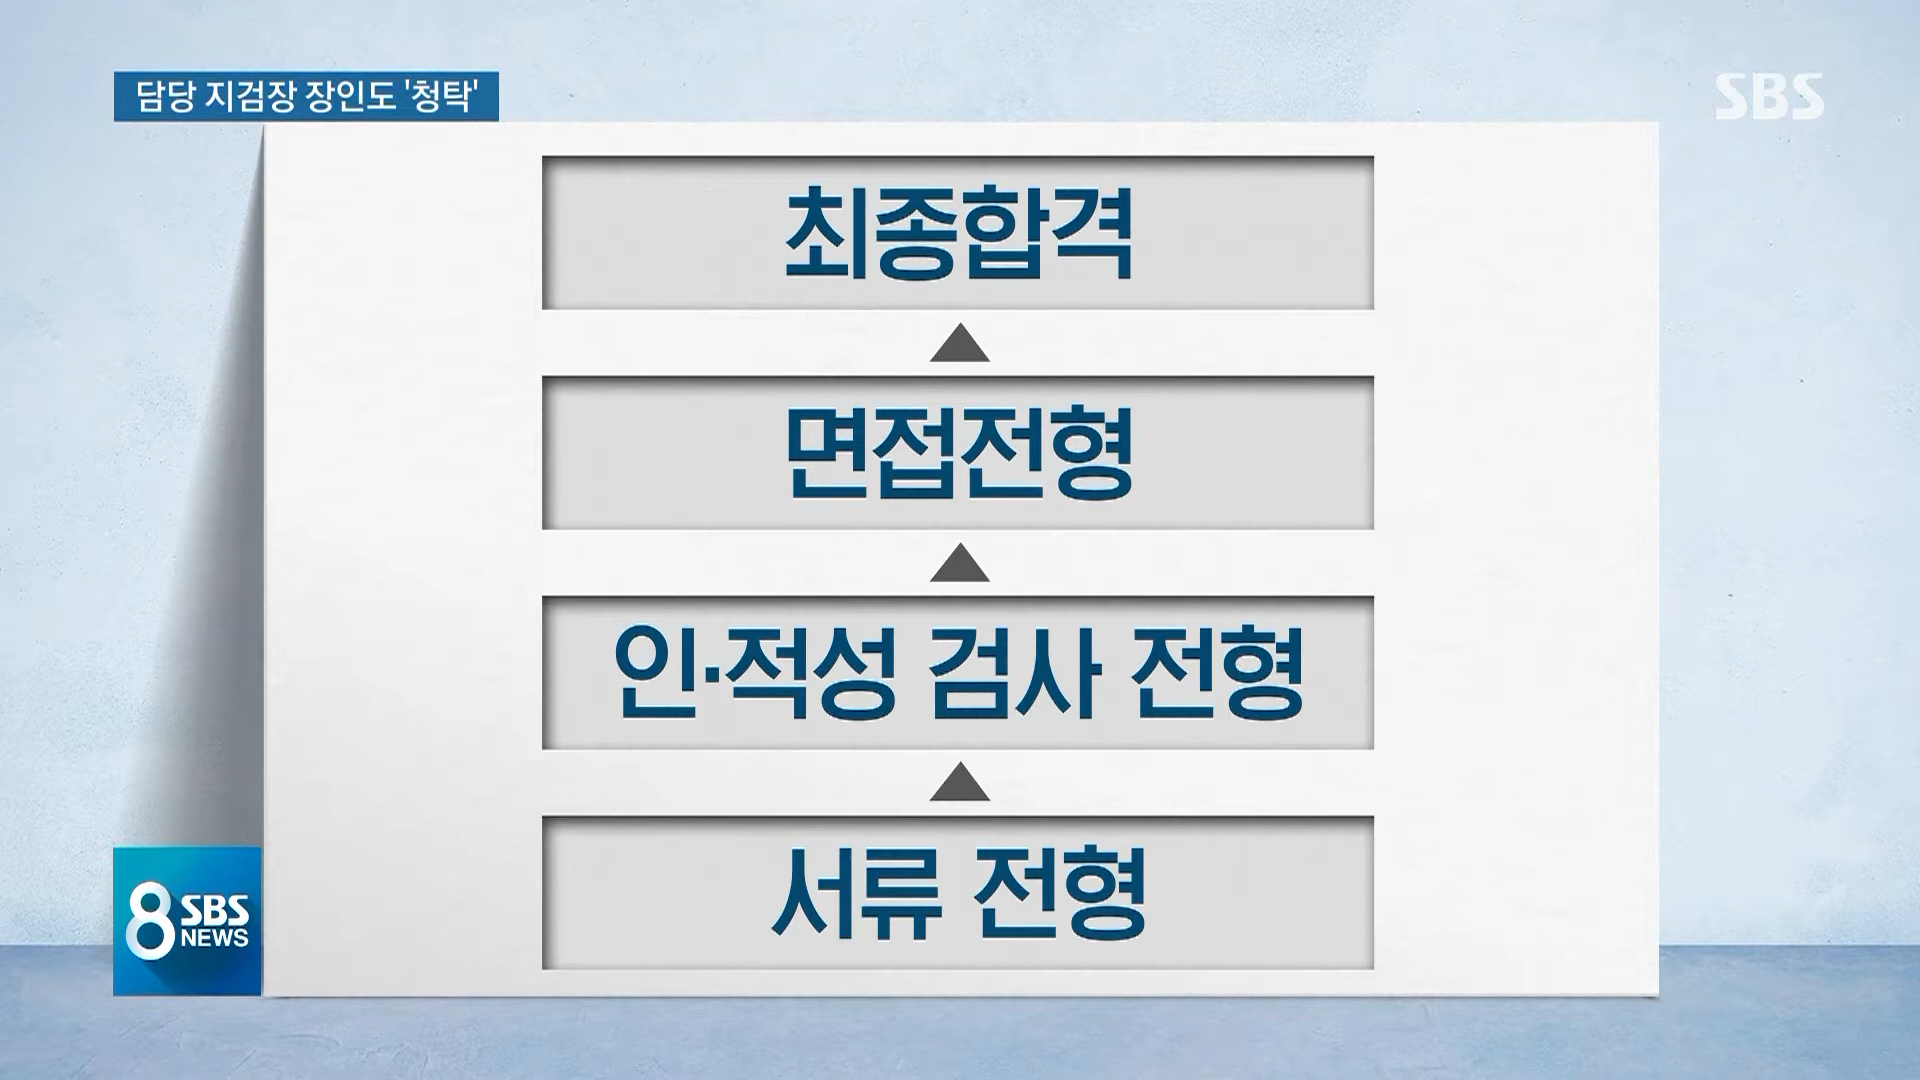 담당 지검장 장인도 '청탁'
SBS
최종합격
면접전형
인·적성 검사 전형
서류 전형
8 SBS
NEWS